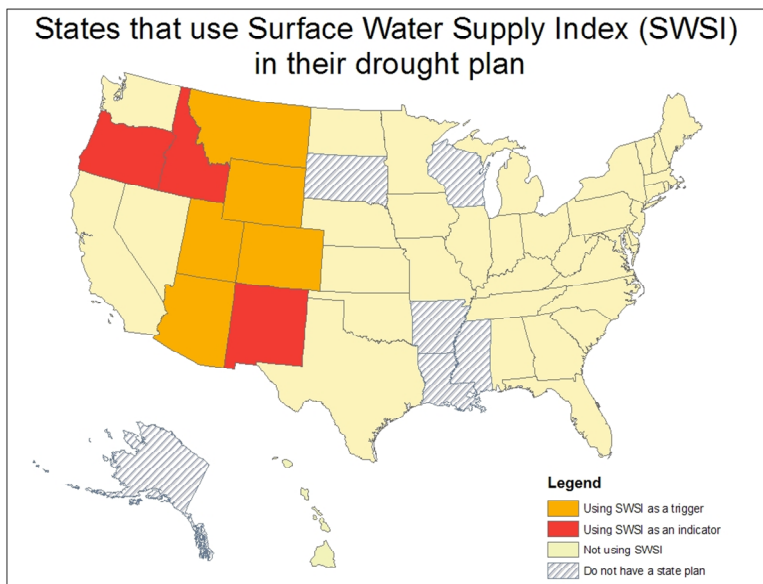 States that use Surface Water Supply Index (SWSI)
in their drought plan
Legend
Using SWSI as a trigger
Using SWSI as an indicator
Not using SWSI
Do not have a state plan